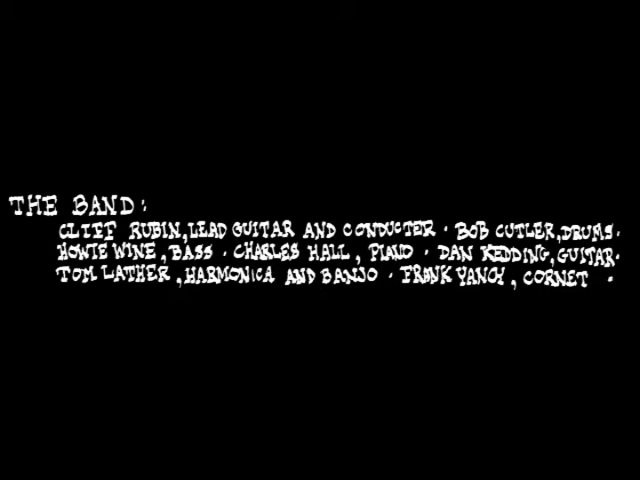 THE BAND:
CLIFF RUBIN, LEAD GUITAR AND CONDUCTER · BOB CUTLER, DRUMS ·
HOWIE WINE, BASS · CHARLES HALL, PIANO · DAN KEDDING, GUITAR ·
TOM LATHER, HARMONICA AND BANJO · FRANK YANCY, CORNET ·